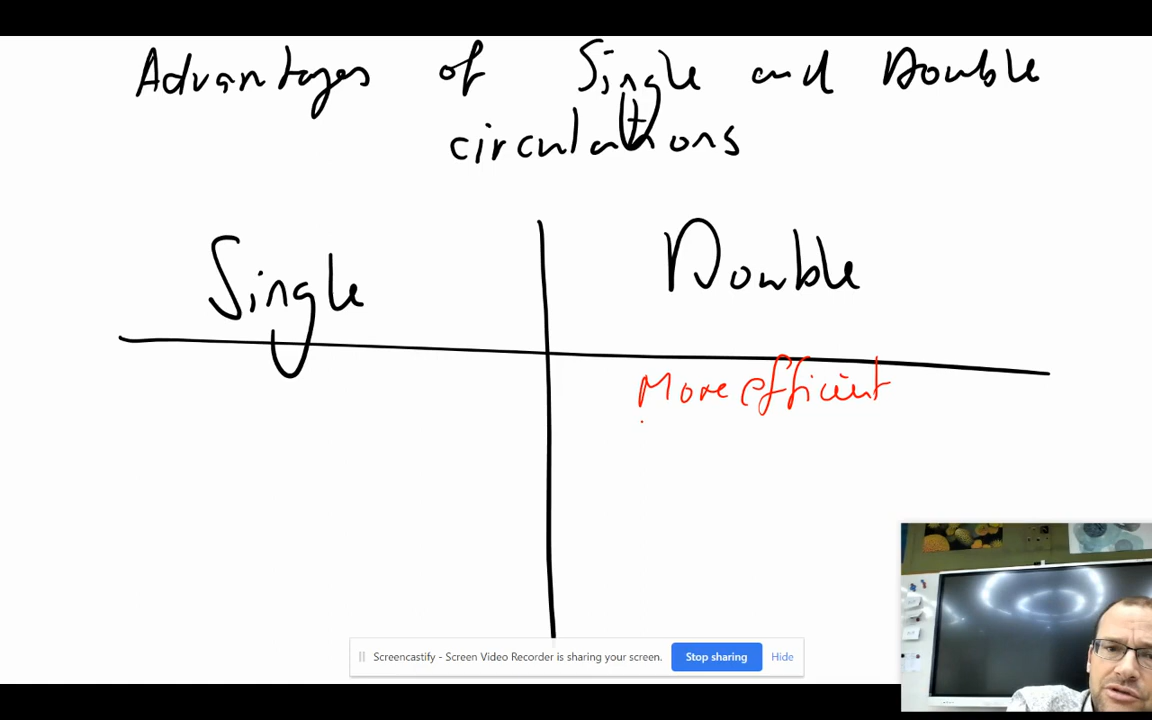 Advantages of Single and Double
circulations
Single
Double
More efficient
Screencastify - Screen Video Recorder is sharing your screen.
Stop sharing
Hide